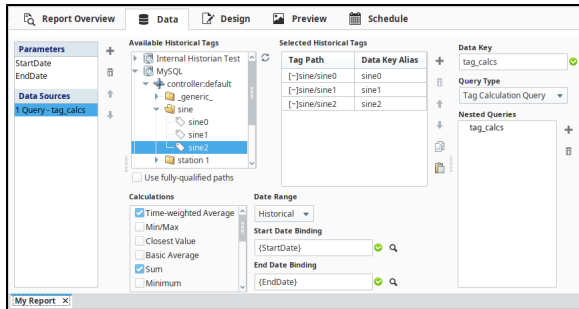 Report Overview
Data
Design
Preview
Schedule
Parameters
StartDate
EndDate
Data Sources
1 Query - tag_calcs
Available Historical Tags
Internal Historian Test
MySQL
controller:default
_generic_
sine
sine0
sine1
sine2
station 1
Use fully-qualified paths
Selected Historical Tags
Tag Path
Data Key Alias
[~]sine/sine0
sine0
[~]sine/sine1
sine1
[~]sine/sine2
sine2
Data Key
tag_calcs
Query Type
Tag Calculation Query
Nested Queries
tag_calcs
Calculations
Time-weighted Average
Min/Max
Closest Value
Basic Average
Sum
Minimum
Date Range
Historical
Start Date Binding
{StartDate}
End Date Binding
{EndDate}
My Report X